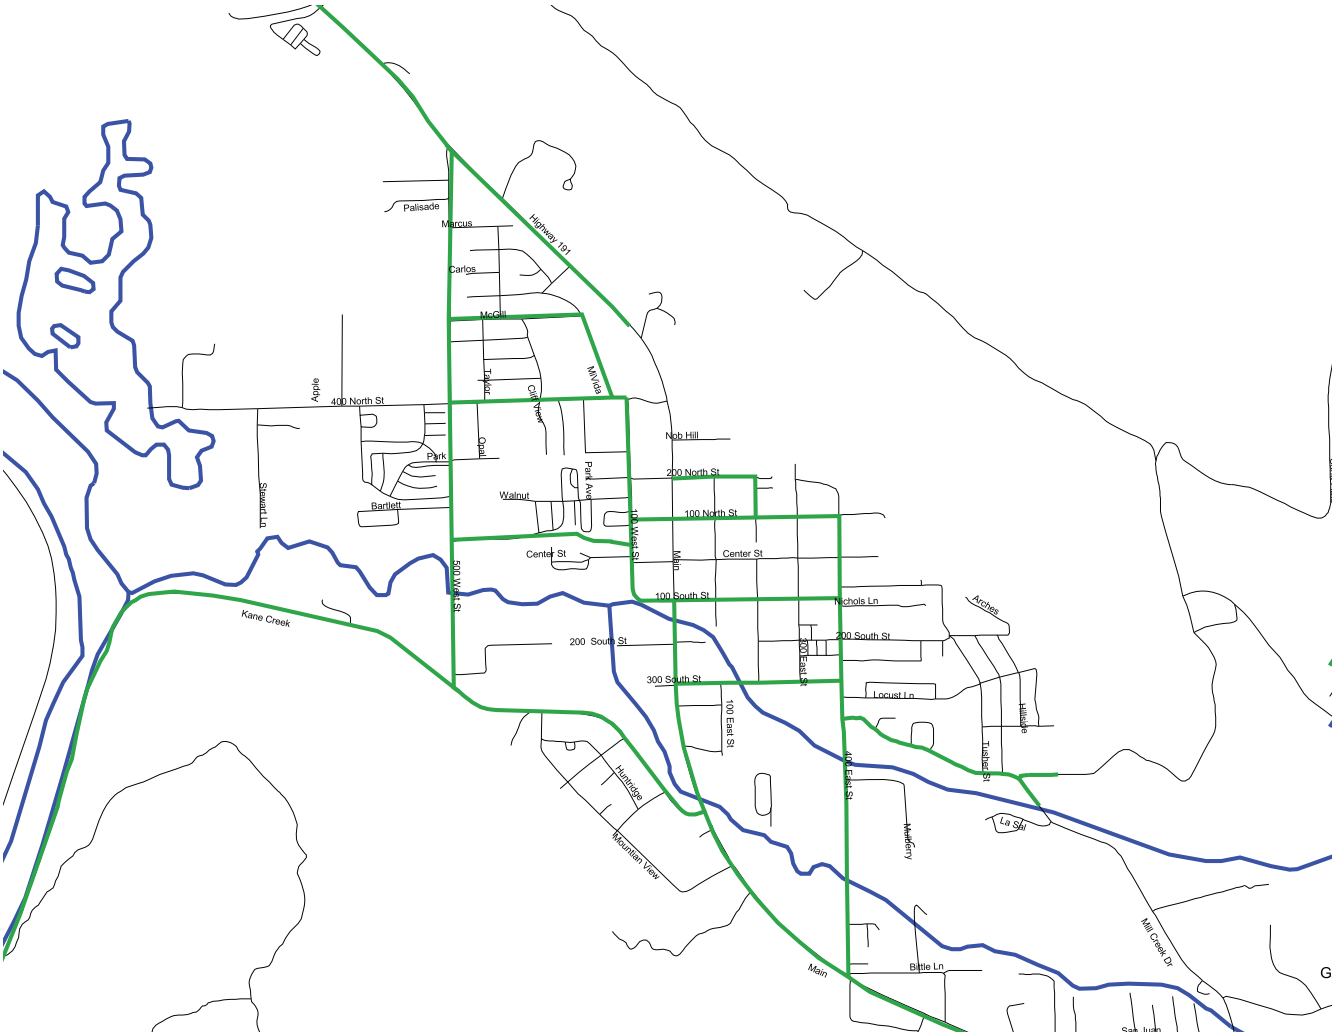 Palisade
Marcus
Highway 191
Carlos
McGill
Taylor
MiVida
Apple
400 North St
Cliff View
Opal
Nob Hill
Park
200 North St
Park Ave
Stewart Ln
Walnut
Bartlett
100 West St
100 North St
Center St
Main
Center St
500 West St
100 South St
Nichols Ln
Arches
Kane Creek
200 South St
200 South St
300 East St
300 South St
Locust Ln
100 East St
Hillside
400 East St
Tusher St
Huntridge
La Sal
Mulberry
Mountian View
Mill Creek Dr
Main
Bittle Ln
G
San Juan